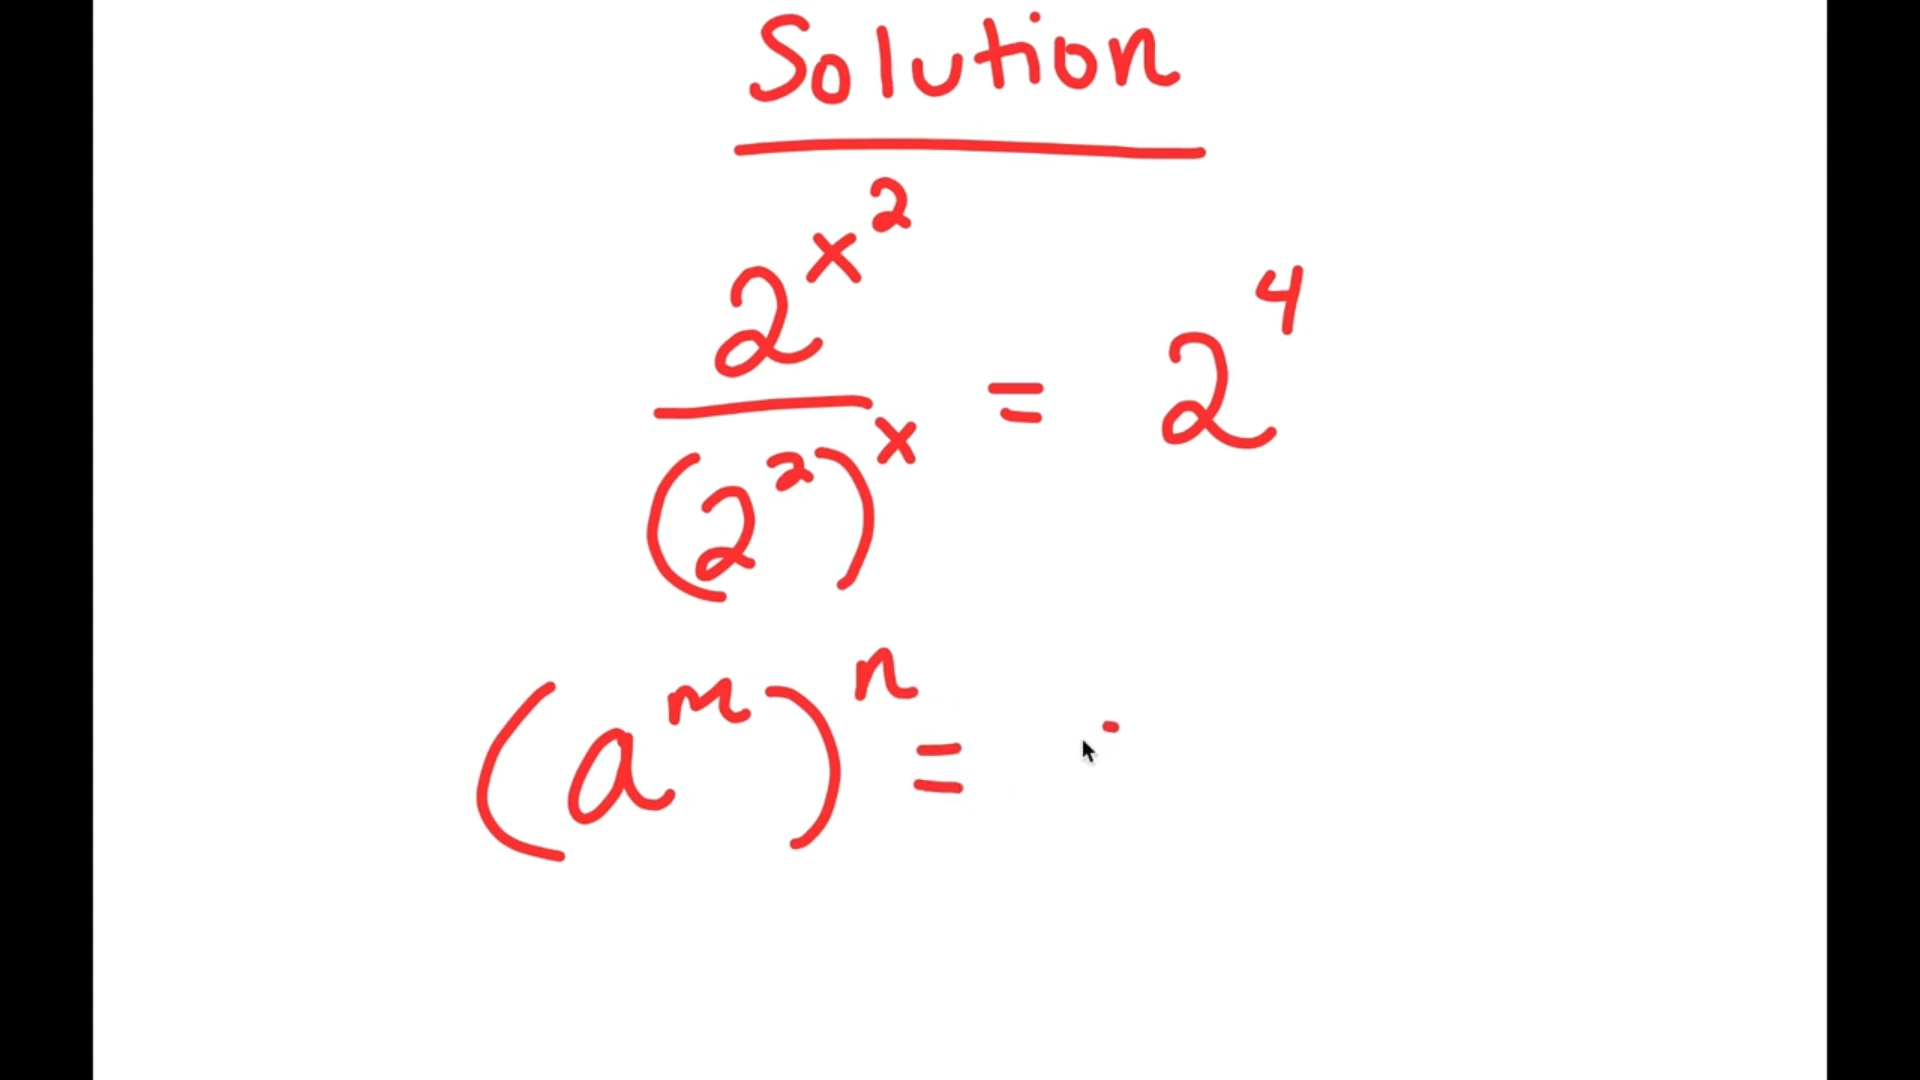 Solution
2^{x^2} / (2^2)^x = 2^4
(a^m)^n =